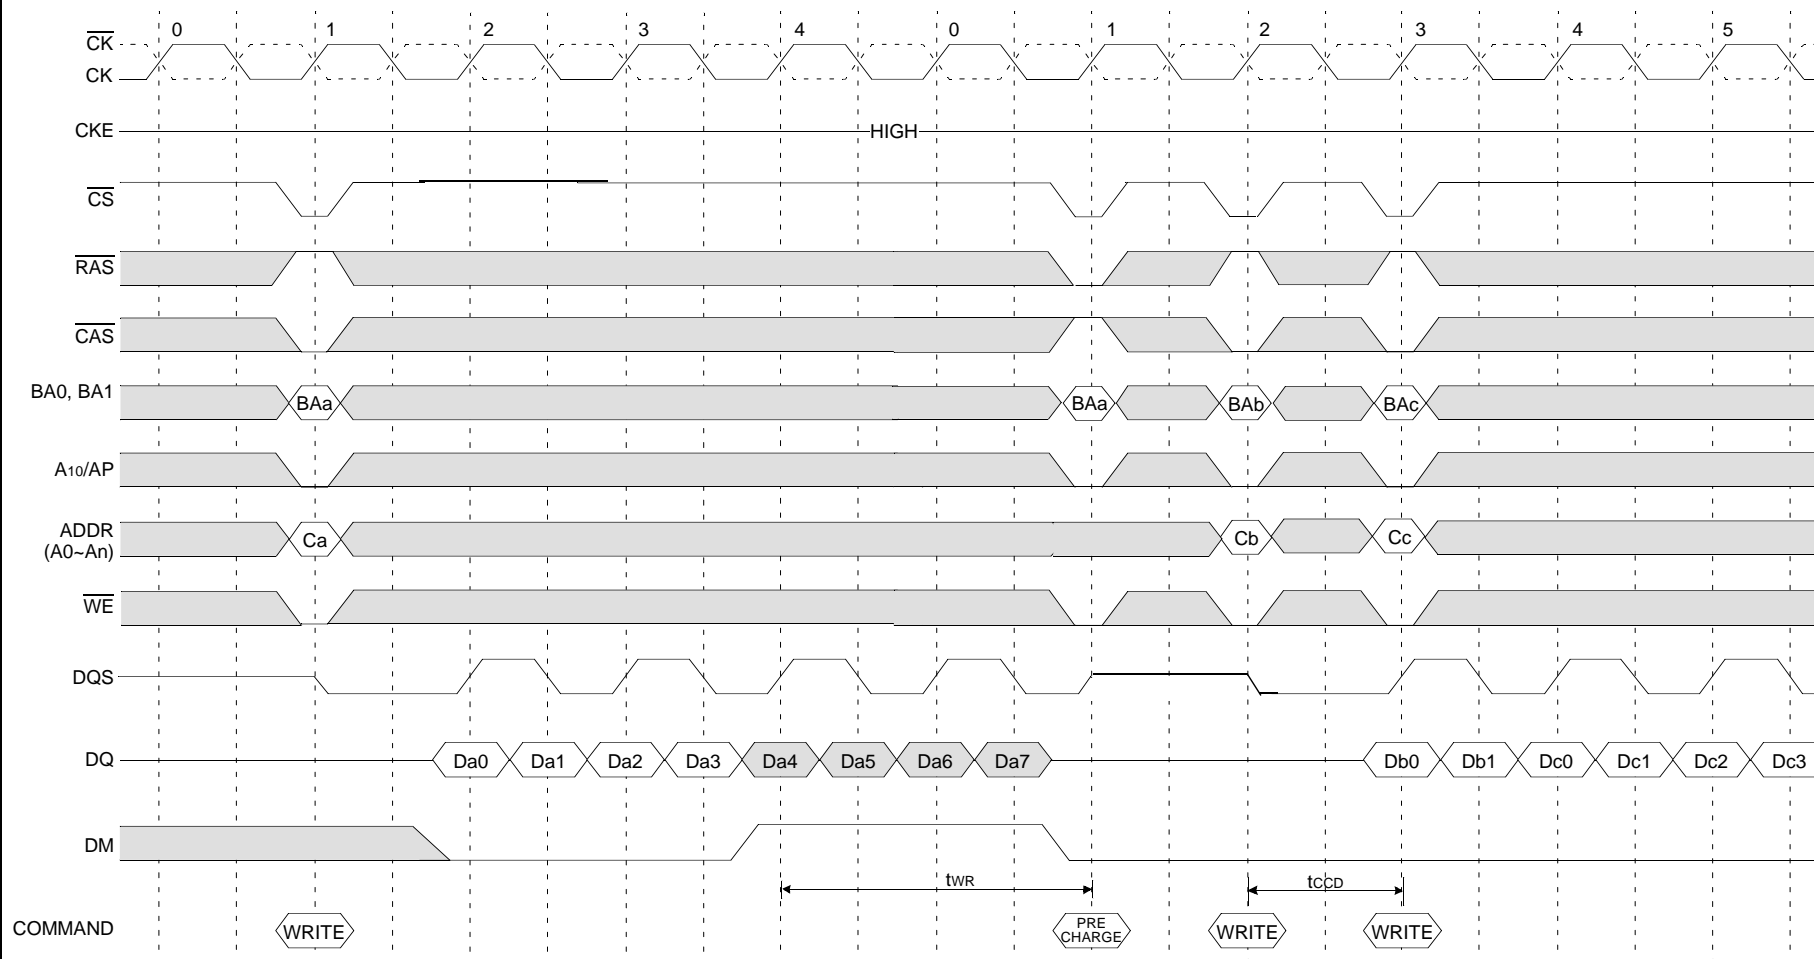 0 1 2 3 4 0 1 2 3 4 5
CK
CK
CKE HIGH
CS
RAS
CAS
BA0, BA1 BAa BAa BAb BAc
A10/AP
ADDR
(A0~An) Ca Cb Cc
WE
DQS
DQ Da0 Da1 Da2 Da3 Da4 Da5 Da6 Da7 Db0 Db1 Dc0 Dc1 Dc2 Dc3
DM
tWR tCCD
COMMAND WRITE PRE CHARGE WRITE WRITE